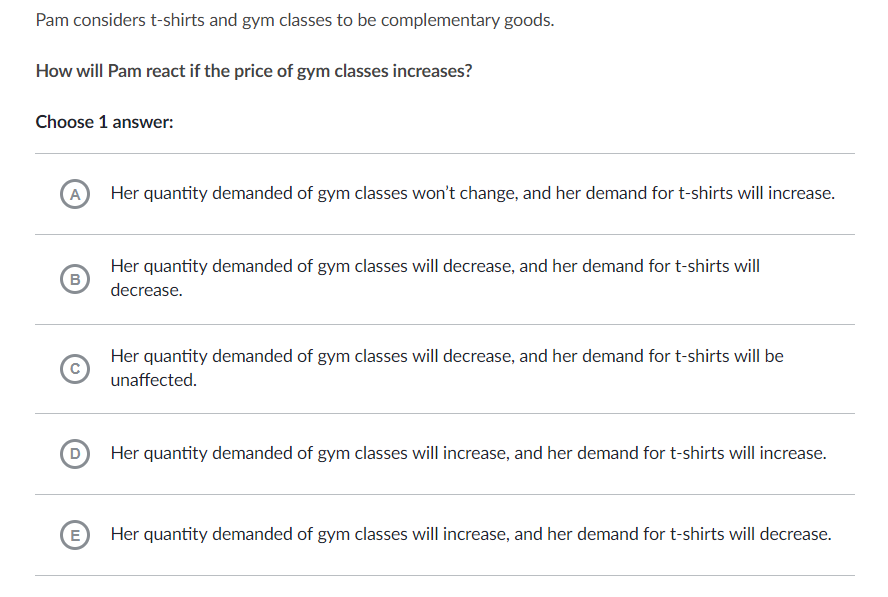 Pam considers t-shirts and gym classes to be complementary goods.
How will Pam react if the price of gym classes increases?
Choose 1 answer:
A Her quantity demanded of gym classes won't change, and her demand for t-shirts will increase.
Her quantity demanded of gym classes will decrease, and her demand for t-shirts will
B
decrease.
Her quantity demanded of gym classes will decrease, and her demand for t-shirts will be
C
unaffected.
D Her quantity demanded of gym classes will increase, and her demand for t-shirts will increase.
E Her quantity demanded of gym classes will increase, and her demand for t-shirts will decrease.